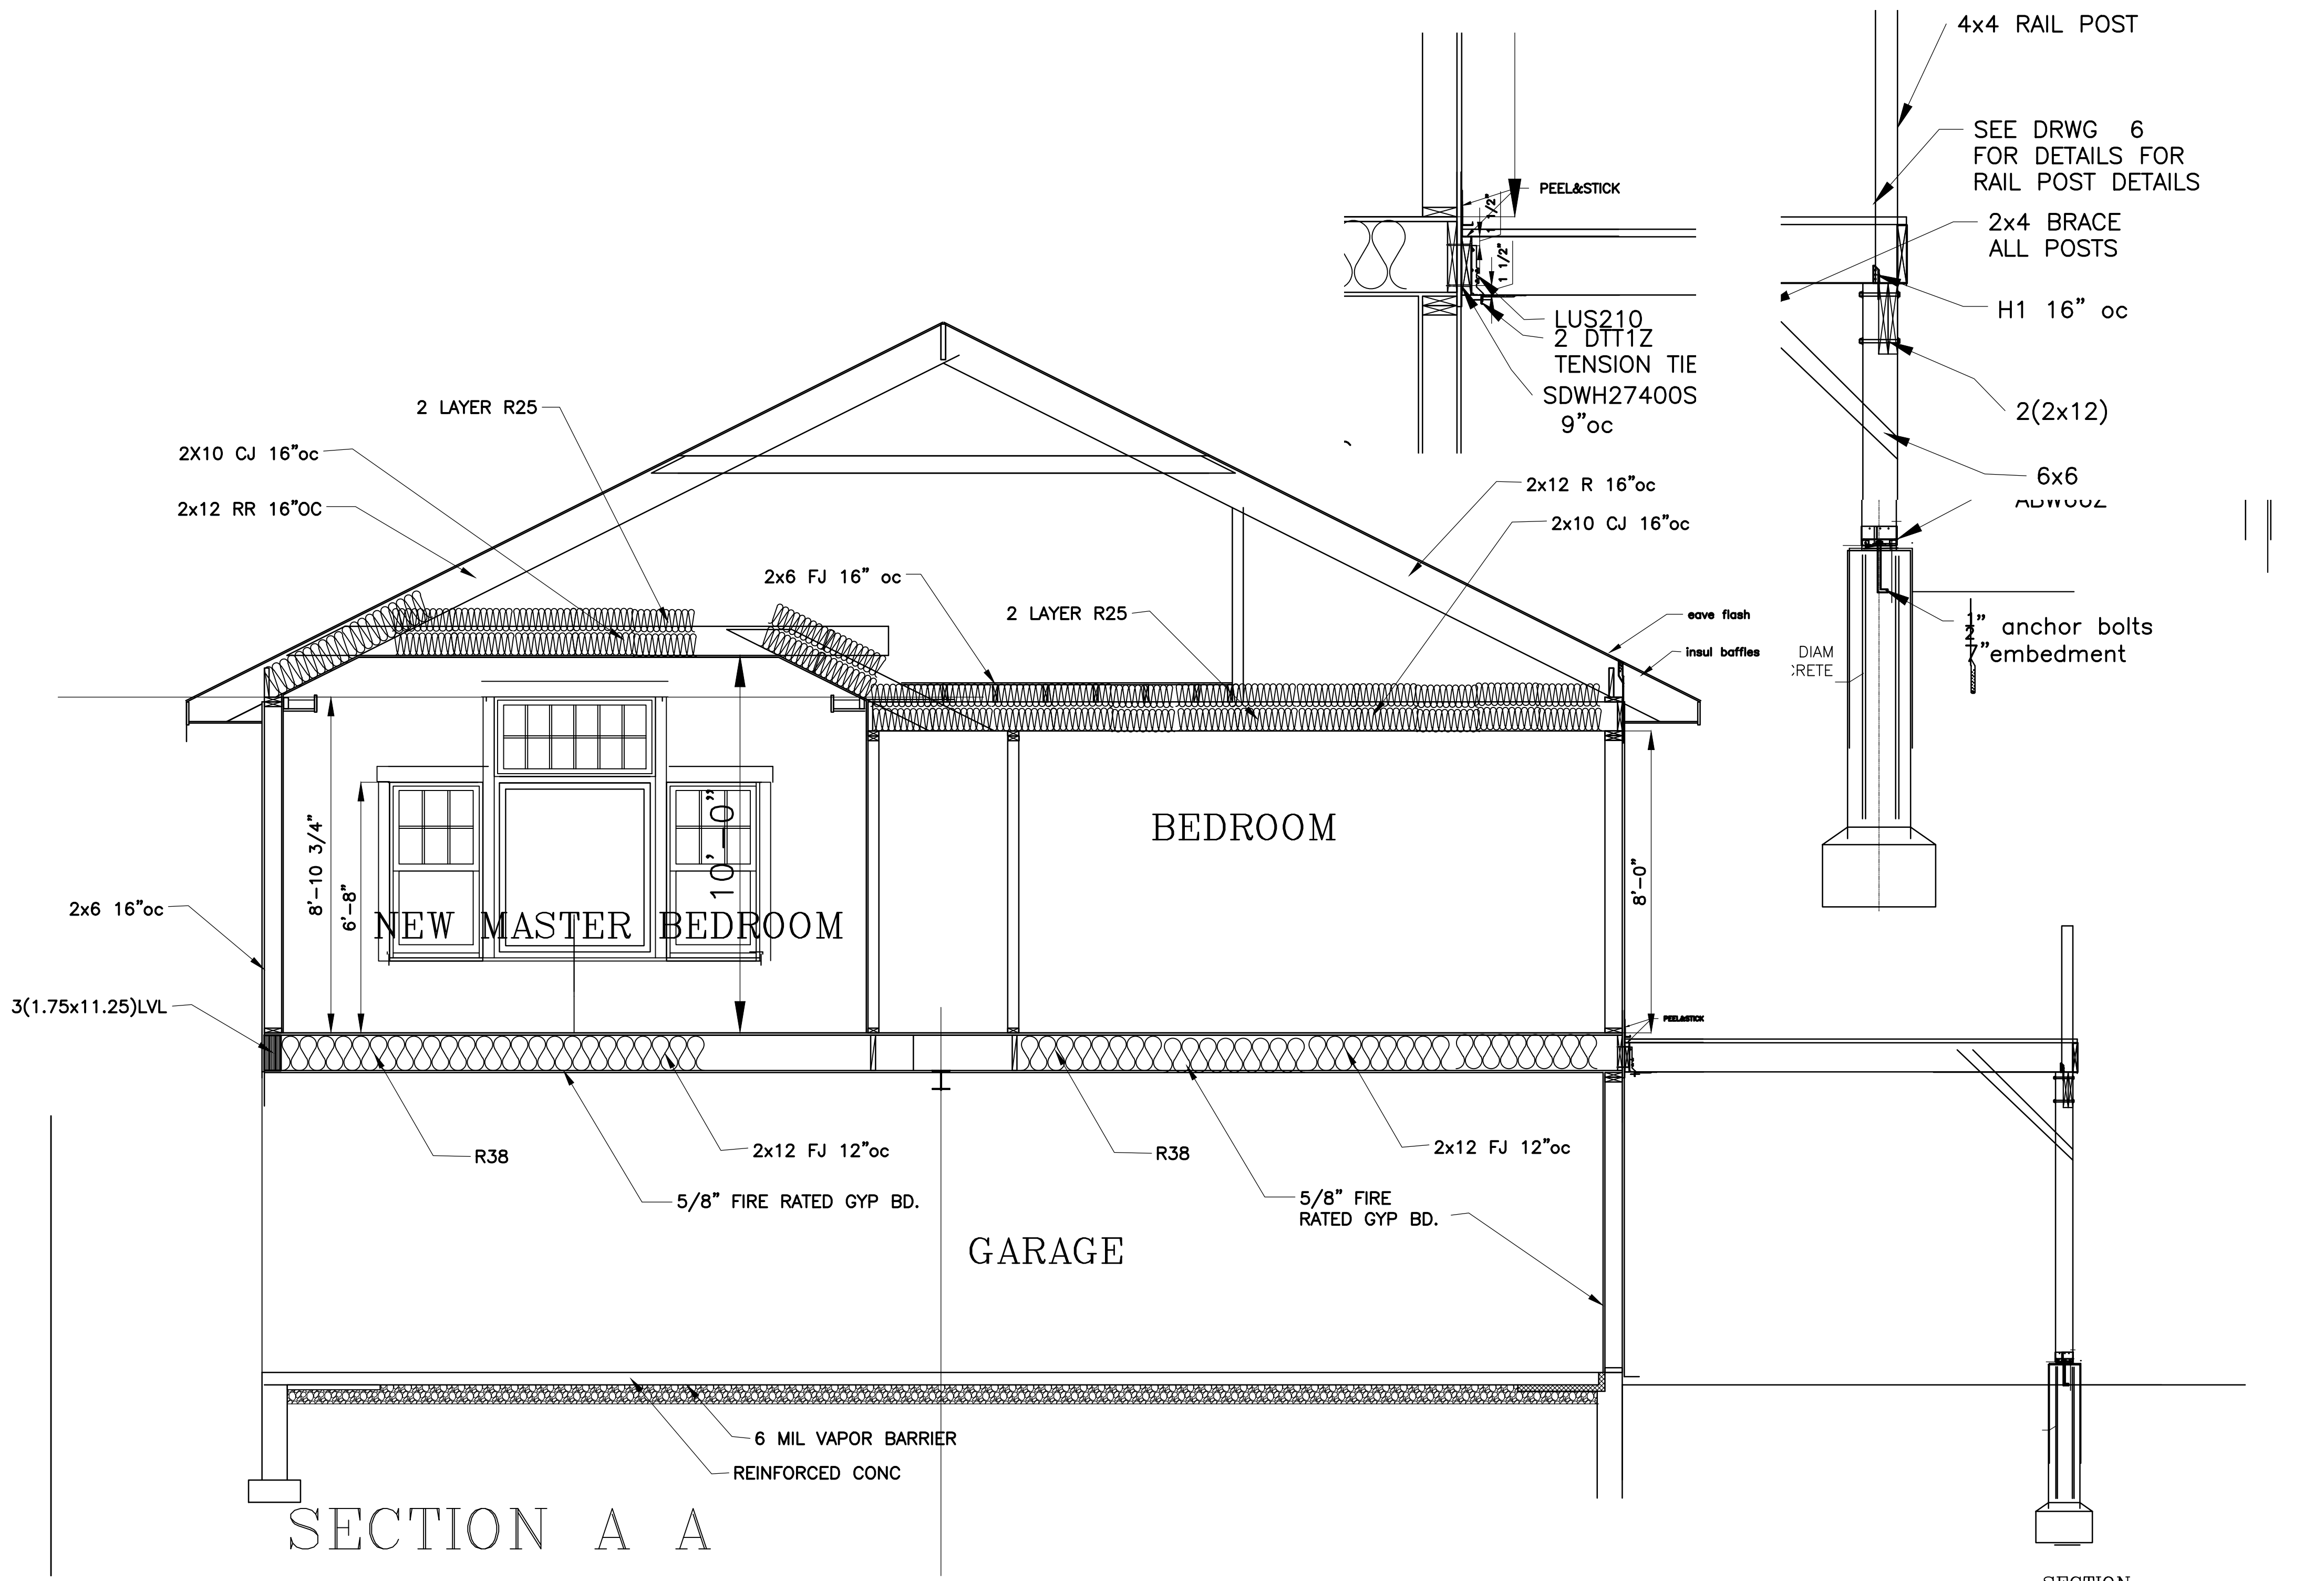 4x4 RAIL POST
SEE DRWG 6
FOR DETAILS FOR
RAIL POST DETAILS
2x4 BRACE
ALL POSTS
H1 16" oc
2(2x12)
6x6
PEEL&STICK
1 1/2"
1 1/2"
LUS210
2 DTT1Z
TENSION TIE
SDWH27400S
9"oc
1/2" anchor bolts
7"embedment
DIAM
2 LAYER R25
2X10 CJ 16"oc
2x12 RR 16"OC
2x12 R 16"oc
2x10 CJ 16"oc
2x6 FJ 16" oc
2 LAYER R25
eave flash
insul baffles
8'-10 3/4"
6'-8"
10'-0"
8'-0"
BEDROOM
NEW MASTER BEDROOM
2x6 16"oc
3(1.75x11.25)LVL
PEEL&STICK
R38
2x12 FJ 12"oc
5/8" FIRE RATED GYP BD.
R38
2x12 FJ 12"oc
5/8" FIRE
RATED GYP BD.
GARAGE
6 MIL VAPOR BARRIER
REINFORCED CONC
SECTION A A
SECTION